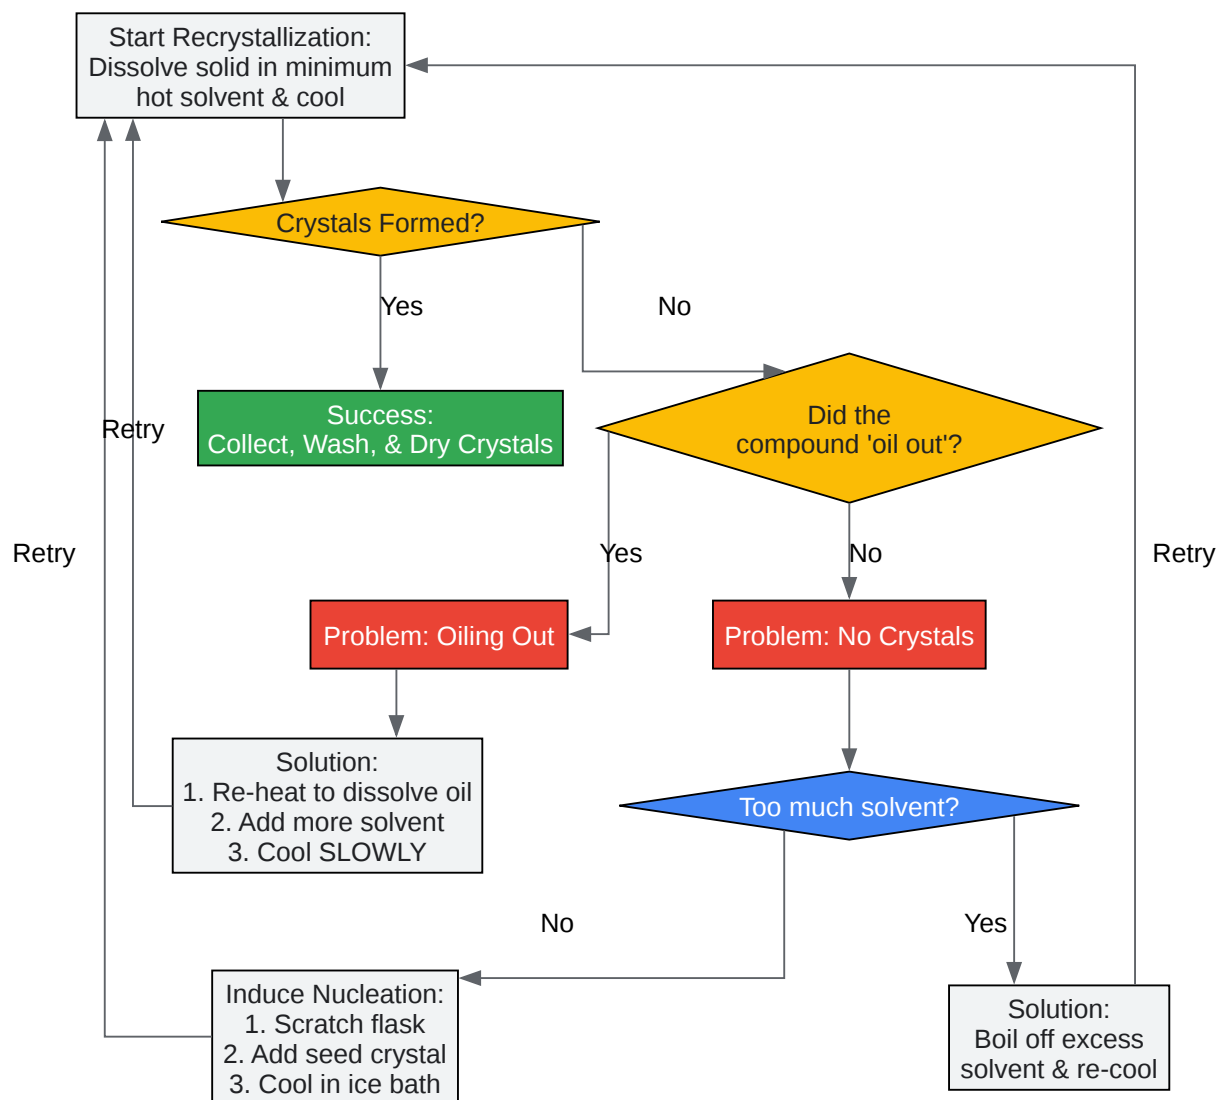 Start Recrystallization:
Dissolve solid in minimum
hot solvent & cool
Crystals Formed?
Yes
No
Success:
Collect, Wash, & Dry Crystals
Did the
compound 'oil out'?
Retry
Retry
Yes
No
Retry
Problem: Oiling Out
Problem: No Crystals
Solution:
1. Re-heat to dissolve oil
2. Add more solvent
3. Cool SLOWLY
Too much solvent?
No
Yes
Induce Nucleation:
1. Scratch flask
2. Add seed crystal
3. Cool in ice bath
Solution:
Boil off excess
solvent & re-cool